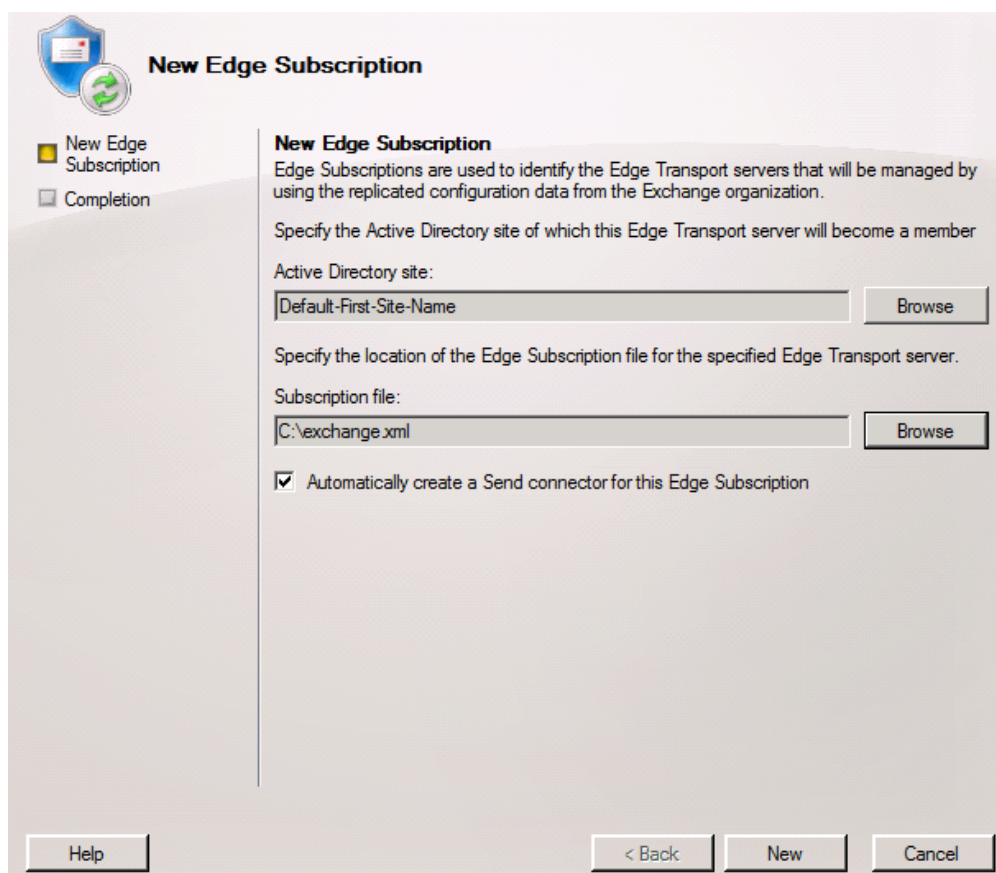 New Edge Subscription
New Edge
Subscription
Completion
New Edge Subscription
Edge Subscriptions are used to identify the Edge Transport servers that will be managed by
using the replicated configuration data from the Exchange organization.
Specify the Active Directory site of which this Edge Transport server will become a member
Active Directory site:
Default-First-Site-Name
Browse
Specify the location of the Edge Subscription file for the specified Edge Transport server.
Subscription file:
C:\exchange.xml
Browse
Automatically create a Send connector for this Edge Subscription
Help
< Back
New
Cancel